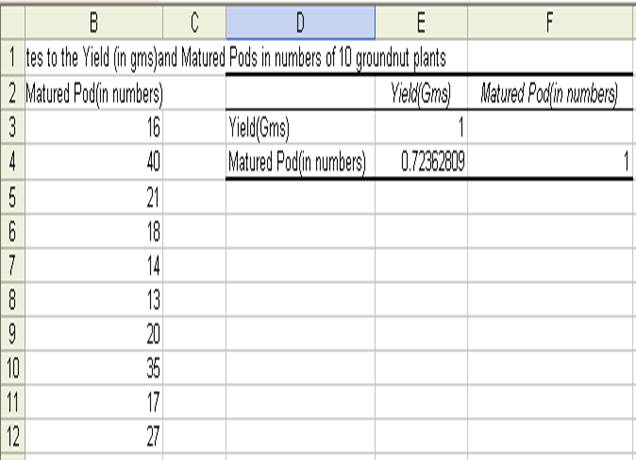 B C D E F
1 tes to the Yield (in gms)and Matured Pods in numbers of 10 groundnut plants
2 Matured Pod(in numbers) Yield(Gms) Matured Pod(in numbers)
3 16 Yield(Gms) 1
4 40 Matured Pod(in numbers) 0.72362809 1
5 21
6 18
7 14
8 13
9 20
10 35
11 17
12 27